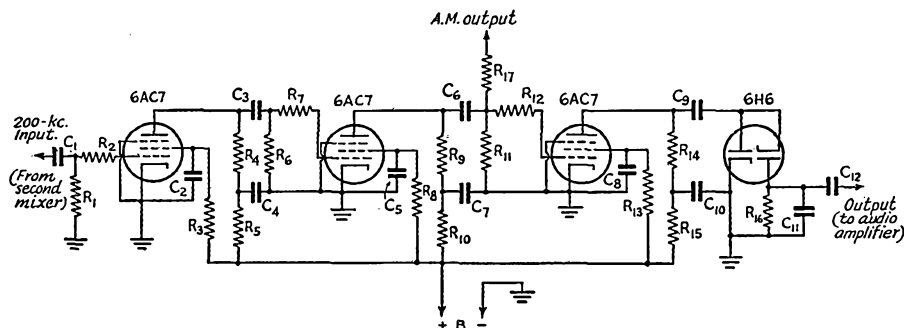 A.M. output
R17
C3
R7
C6
R12
C9
6AC7
6AC7
6AC7
6H6
200-kc.
Input.
C1
R2
R4
R6
R9
R11
R14
C12
(From
second
mixer)
R1
C2
R3
C4
R5
C5
R8
C7
R10
C8
R13
C10
R15
R16
C11
Output
(to audio
amplifier)
+ B -